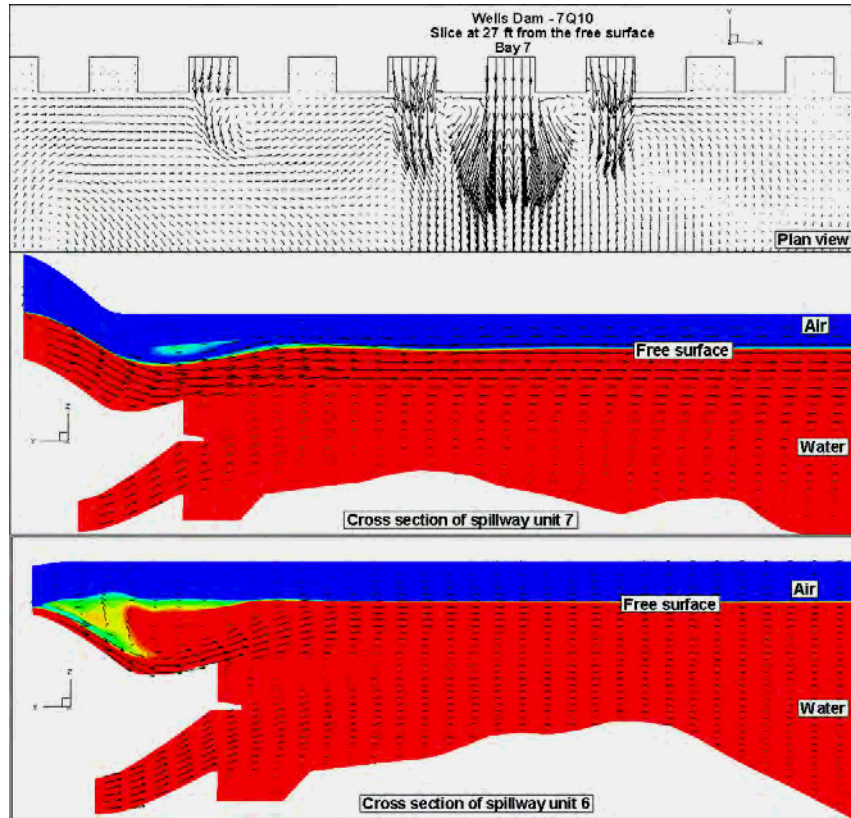 Wells Dam - 7Q10
Slice at 27 ft from the free surface
Bay 7
Y
X
Plan view
Air
Free surface
Z
Y
Water
Cross section of spillway unit 7
Air
Free surface
Z
Y
Water
Cross section of spillway unit 6